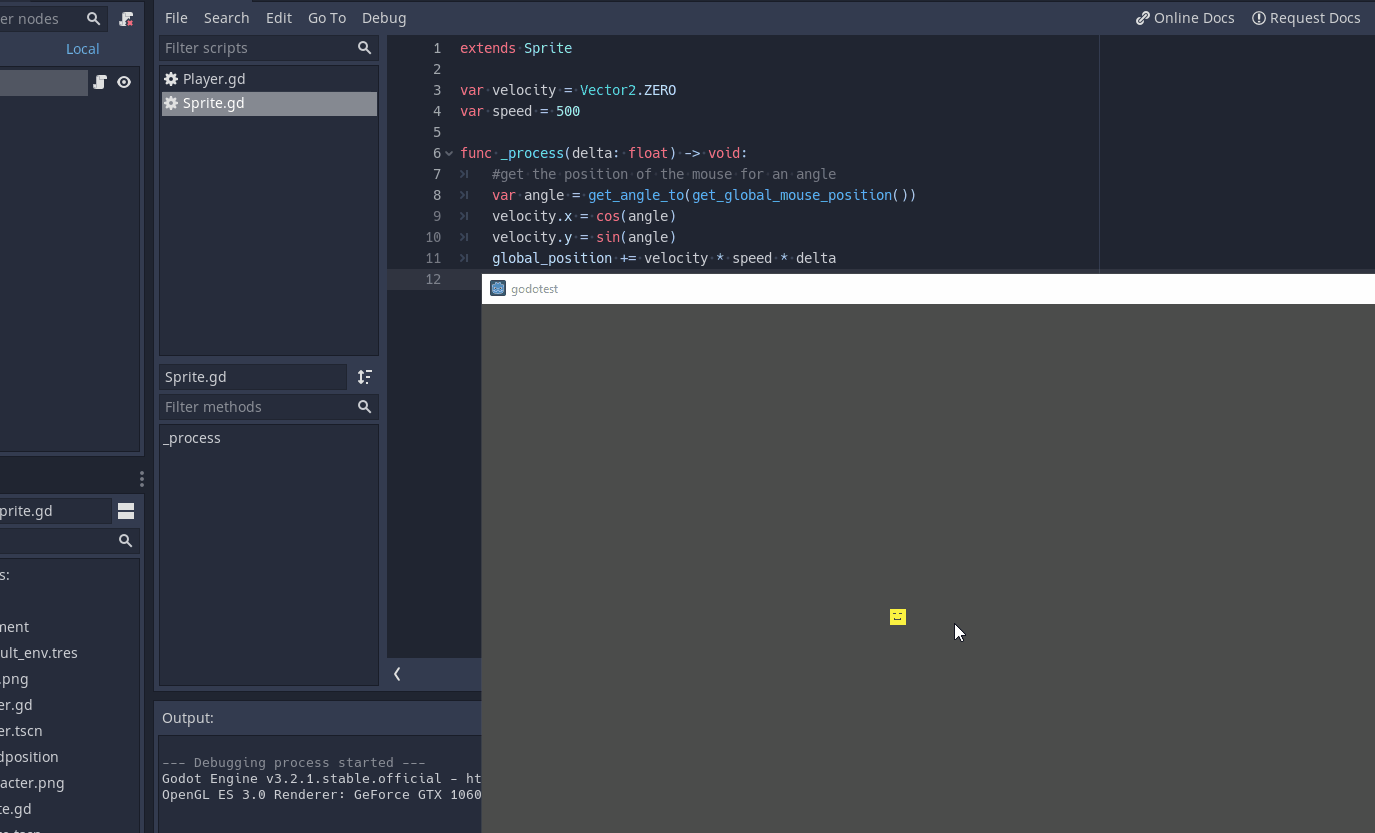 er nodes
File Search Edit Go To Debug
Online Docs Request Docs
Local
Filter scripts
Player.gd
Sprite.gd
1 extends Sprite
2
3 var velocity = Vector2.ZERO
4 var speed = 500
5
6 func _process(delta: float) -> void:
7 #get the position of the mouse for an angle
8 var angle = get_angle_to(get_global_mouse_position())
9 velocity.x = cos(angle)
10 velocity.y = sin(angle)
11 global_position += velocity * speed * delta
12
godotest
Sprite.gd
Filter methods
_process
prite.gd
s:
ment
ult_env.tres
.png
er.gd
er.tscn
dposition
acter.png
te.gd
Output:
--- Debugging process started ---
Godot Engine v3.2.1.stable.official - ht
OpenGL ES 3.0 Renderer: GeForce GTX 1060